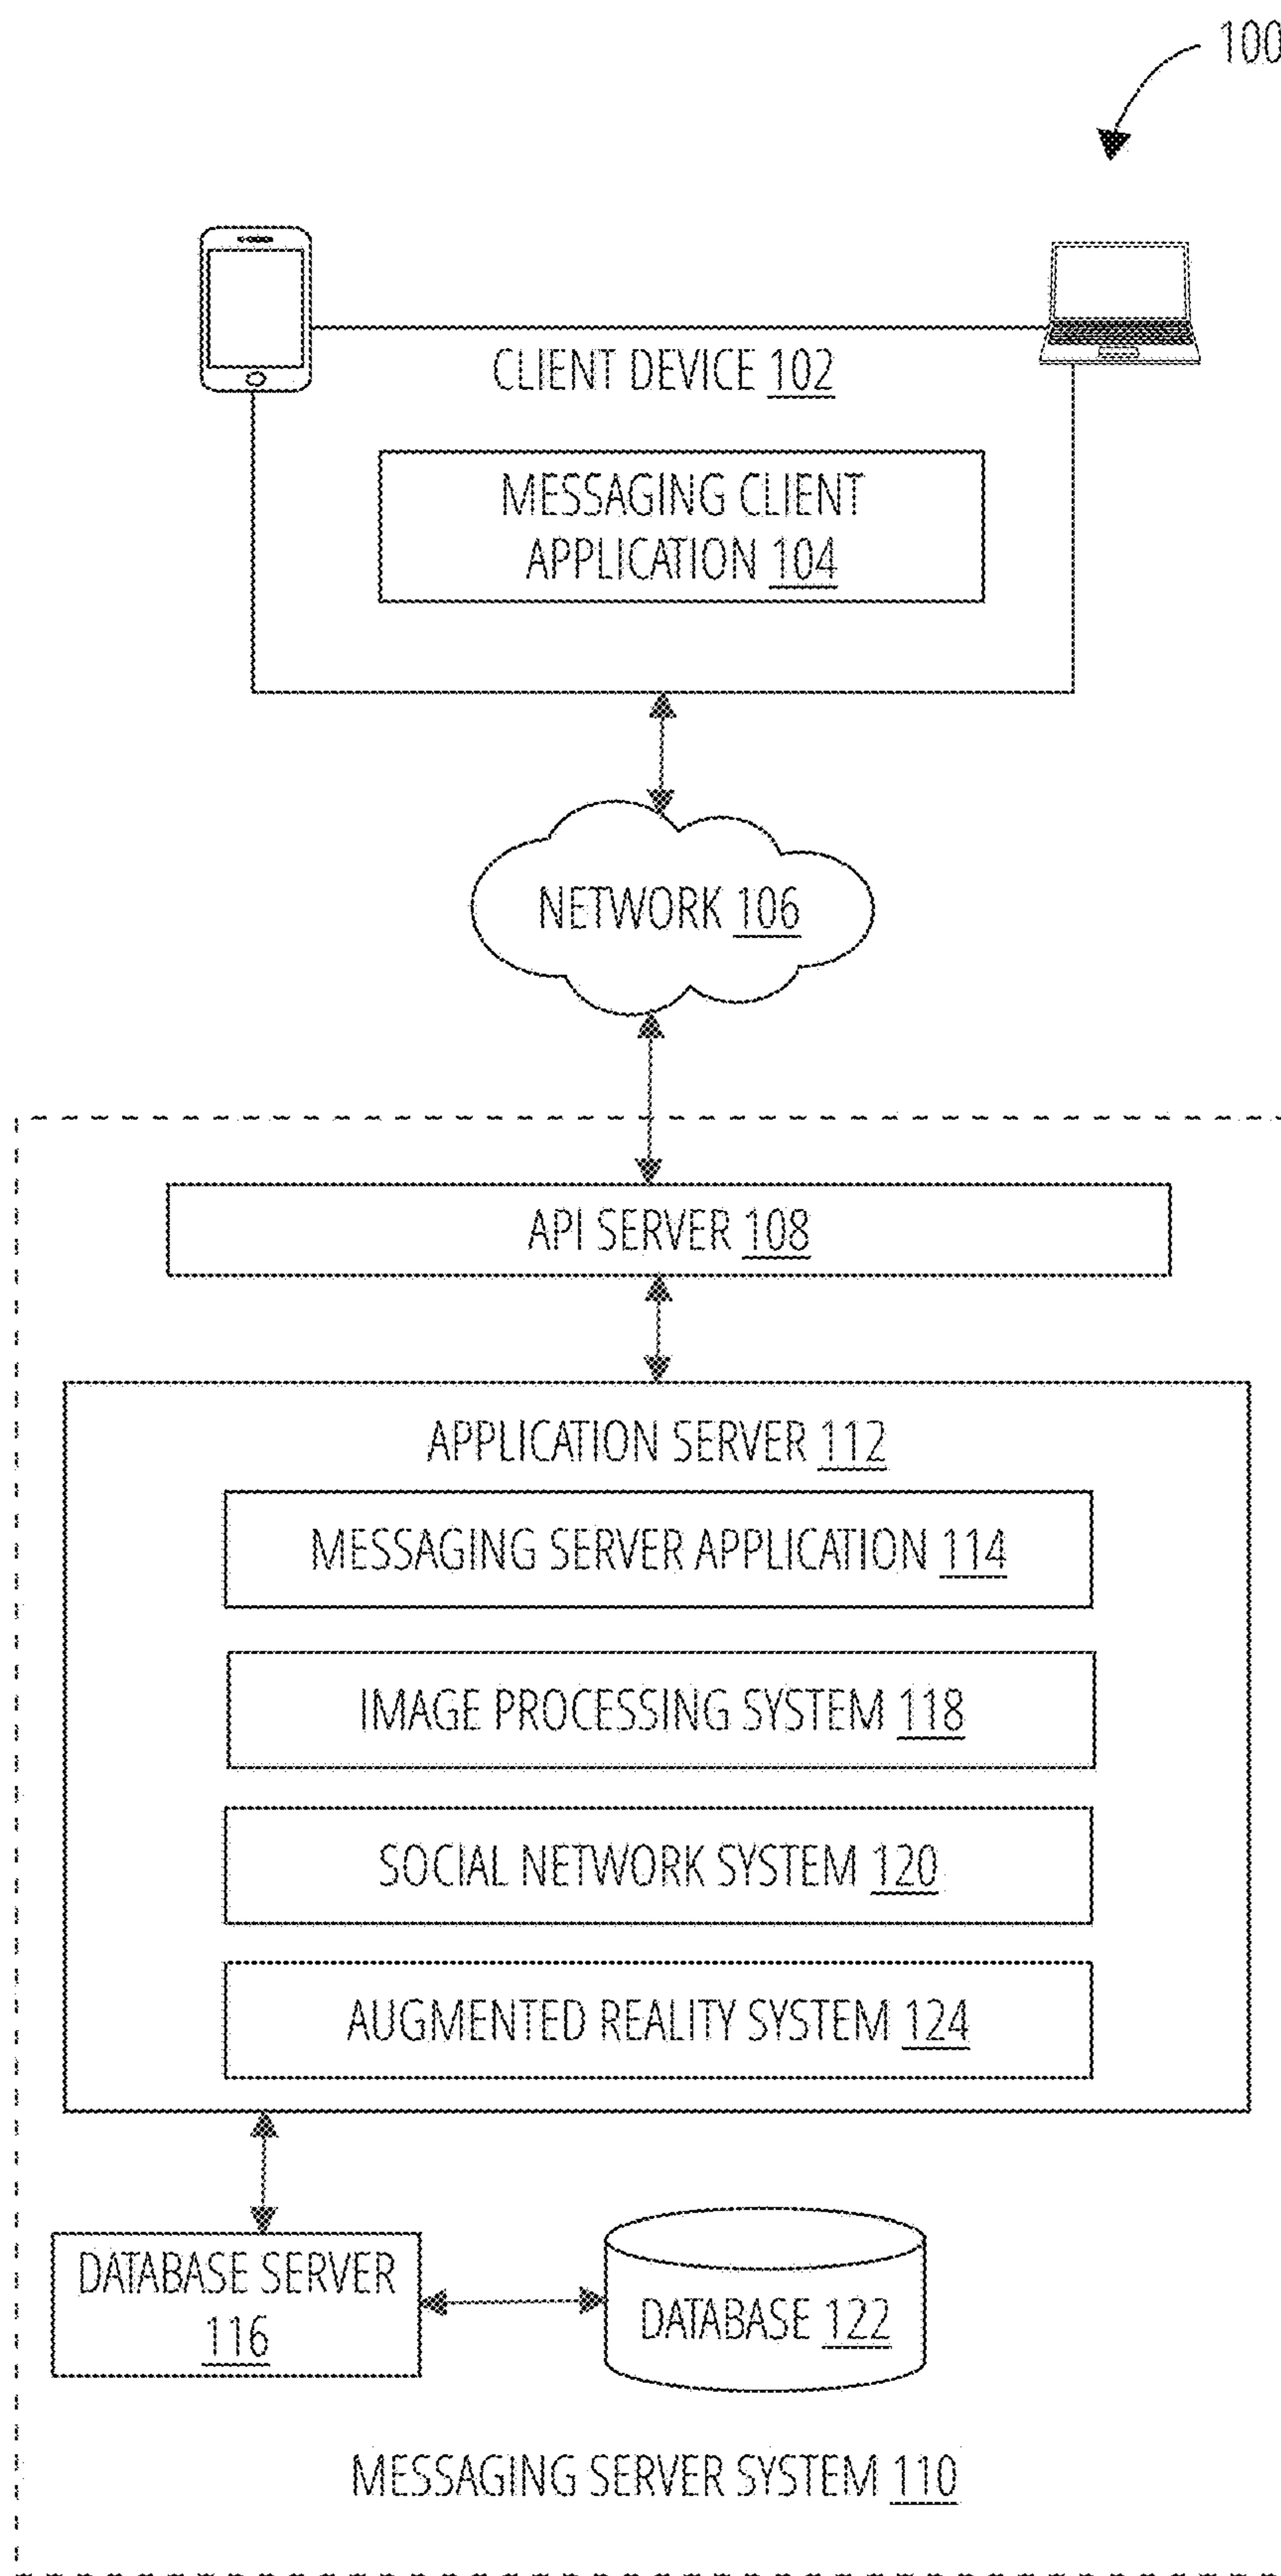 100
CLIENT DEVICE 102
MESSAGING CLIENT
APPLICATION 104
NETWORK 106
API SERVER 108
APPLICATION SERVER 112
MESSAGING SERVER APPLICATION 114
IMAGE PROCESSING SYSTEM 118
SOCIAL NETWORK SYSTEM 120
AUGMENTED REALITY SYSTEM 124
DATABASE SERVER
116
DATABASE 122
MESSAGING SERVER SYSTEM 110